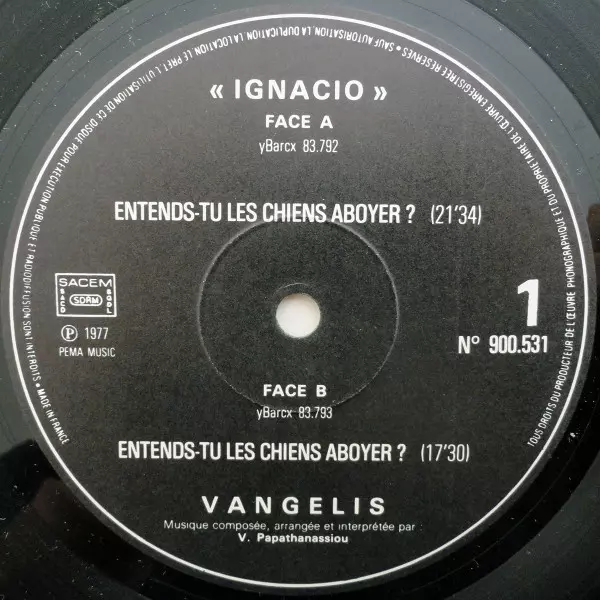 « IGNACIO »
FACE A
yBarcx 83.792
ENTENDS-TU LES CHIENS ABOYER ? (21'34)
SACEM
SACD
SDRM
SGDL
℗ 1977
PEMA MUSIC
1
N° 900.531
FACE B
yBarcx 83.793
ENTENDS-TU LES CHIENS ABOYER ? (17'30)
VANGELIS
Musique composée, arrangée et interprétée par :
V. Papathanassiou
TOUS DROITS DU PRODUCTEUR DE L'ŒUVRE PHONOGRAPHIQUE ET DU PROPRIÉTAIRE DE L'ŒUVRE ENREGISTRÉE RÉSERVÉS • SAUF AUTORISATION, LA DUPLICATION, LA LOCATION, LE PRÊT, L'UTILISATION DE CE DISQUE POUR EXÉCUTION PUBLIQUE ET RADIODIFFUSION SONT INTERDITS • MADE IN FRANCE